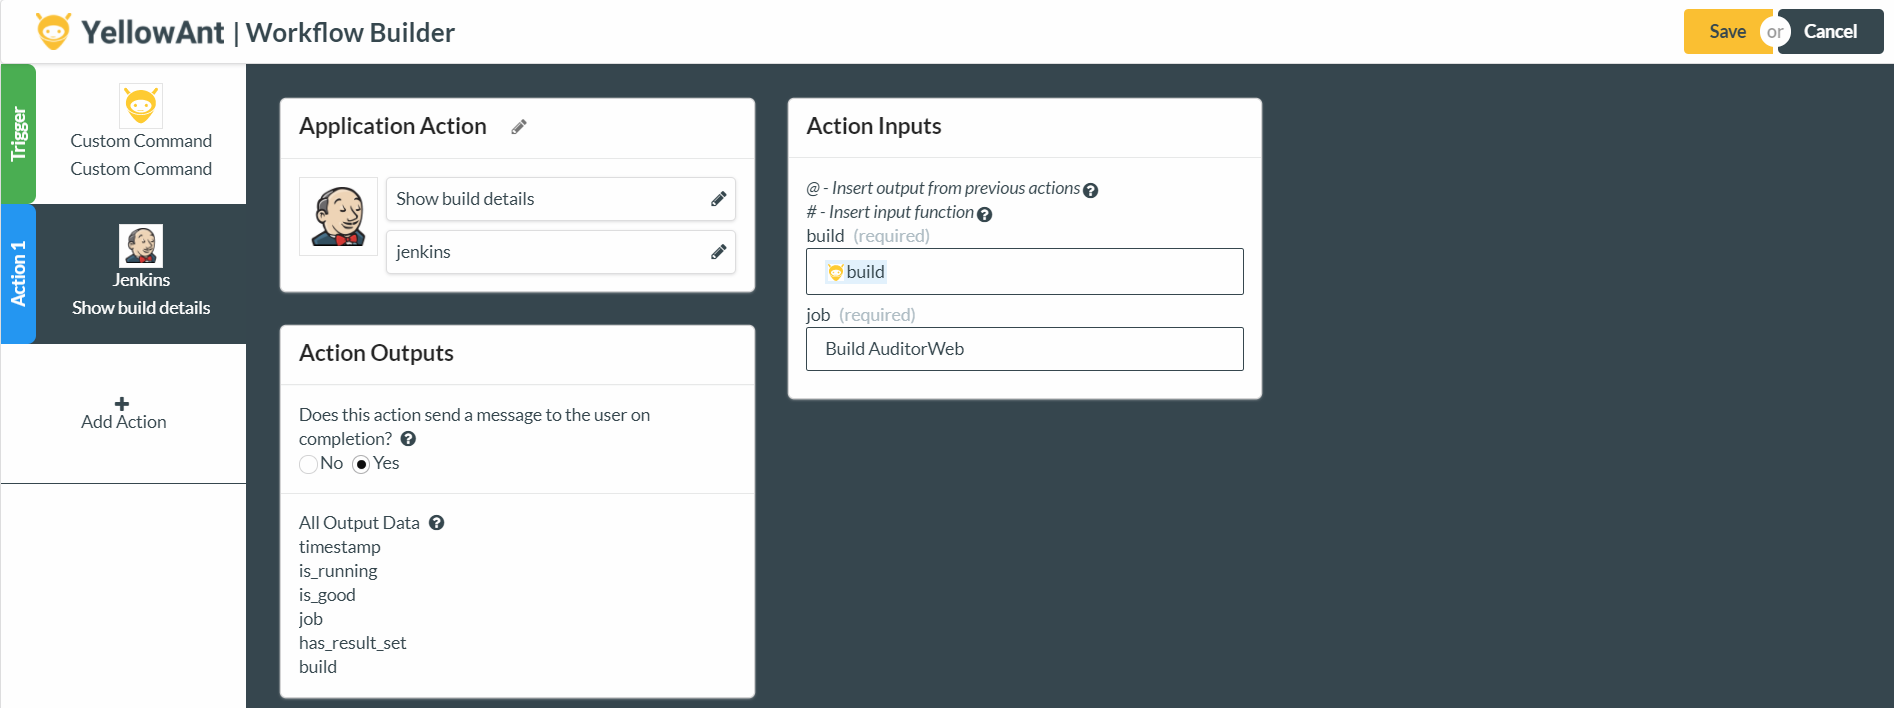 YellowAnt | Workflow Builder
Save or Cancel
Trigger
Custom Command
Custom Command
Action 1
Jenkins
Show build details
Add Action
Application Action
Show build details
jenkins
Action Outputs
Does this action send a message to the user on
completion?
No Yes
All Output Data
timestamp
is_running
is_good
job
has_result_set
build
Action Inputs
@ - Insert output from previous actions
# - Insert input function
build (required)
build
job (required)
Build AuditorWeb